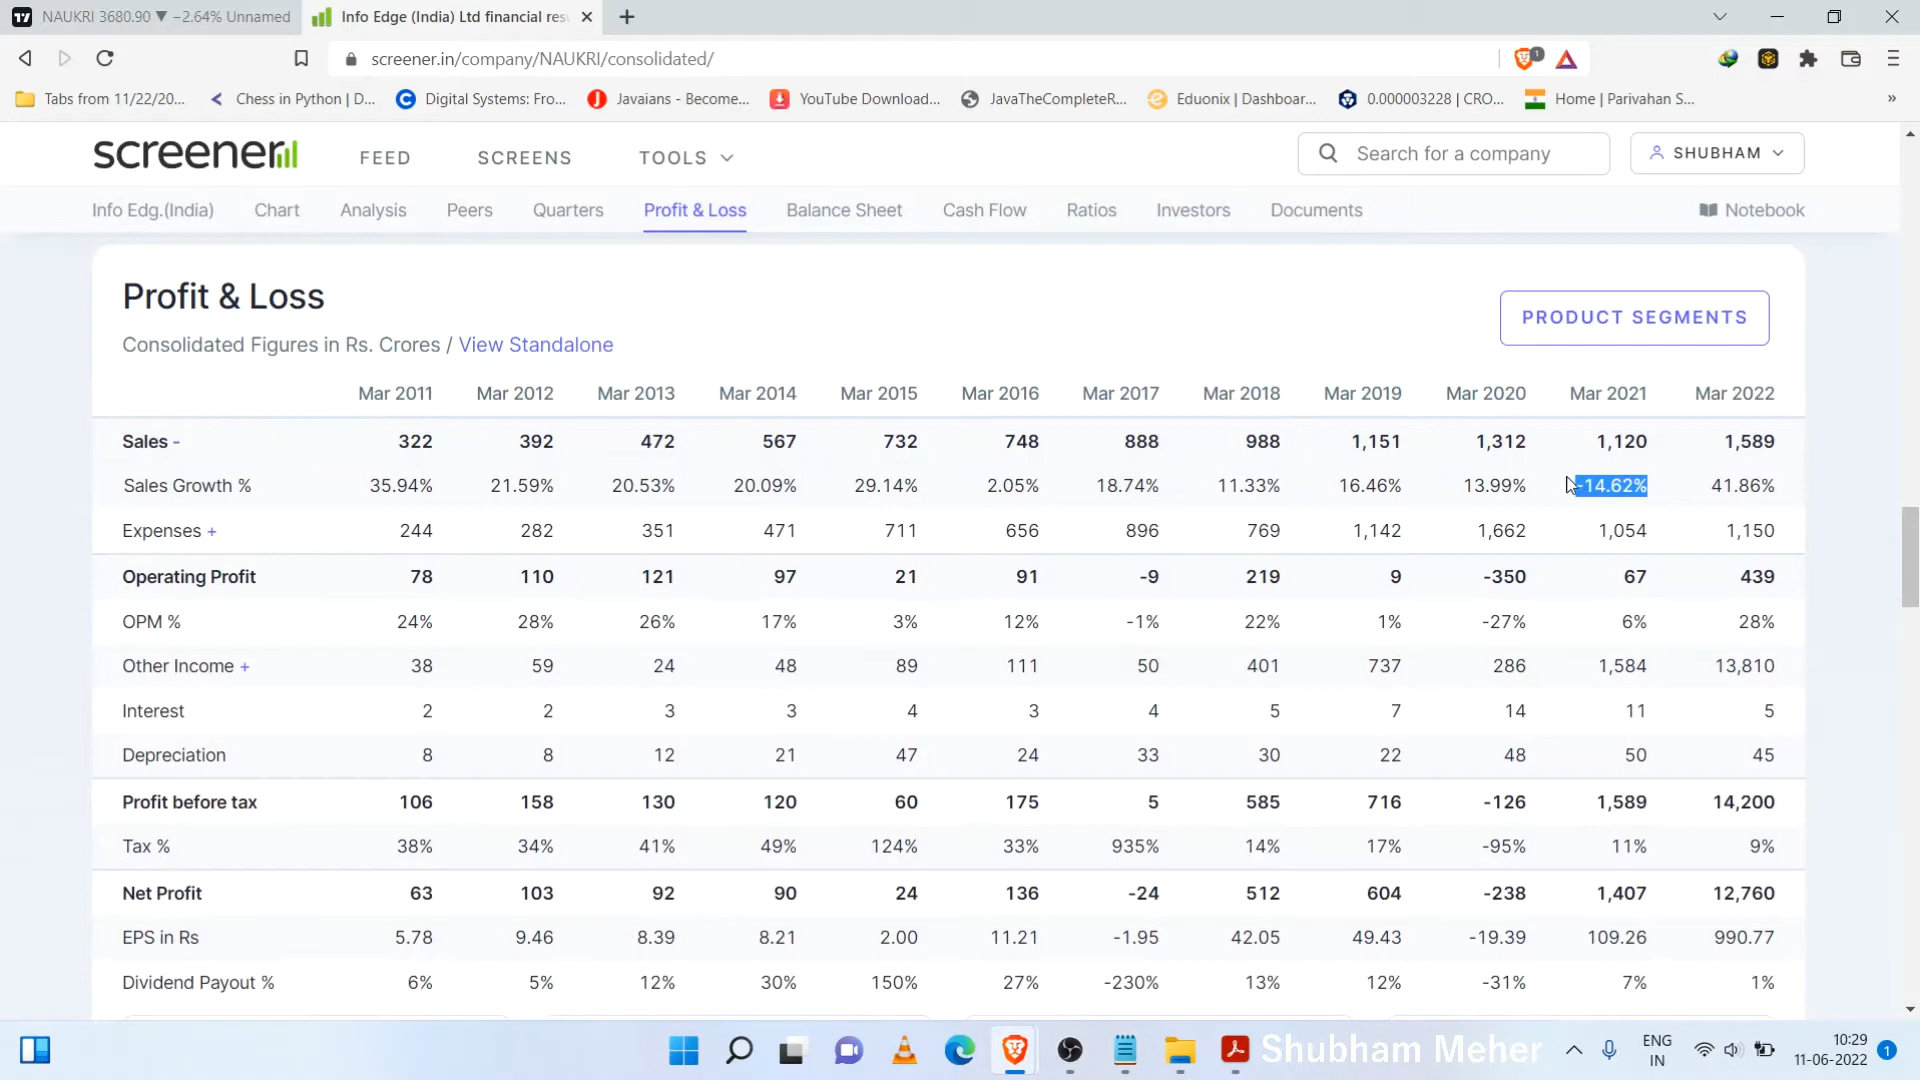 NAUKRI 3680.90 ▼ −2.64% Unnamed
Info Edge (India) Ltd financial res
screener.in/company/NAUKRI/consolidated/
1
Tabs from 11/22/20...
Chess in Python | D...
Digital Systems: Fro...
Javaians - Become...
YouTube Download...
JavaTheCompleteR...
Eduonix | Dashboar...
0.000003228 | CRO...
Home | Parivahan S...
»
screener
FEED
SCREENS
TOOLS
Search for a company
SHUBHAM
Info Edg.(India)
Chart
Analysis
Peers
Quarters
Profit & Loss
Balance Sheet
Cash Flow
Ratios
Investors
Documents
Notebook
Profit & Loss
PRODUCT SEGMENTS
Consolidated Figures in Rs. Crores / View Standalone
Mar 2011 Mar 2012 Mar 2013 Mar 2014 Mar 2015 Mar 2016 Mar 2017 Mar 2018 Mar 2019 Mar 2020 Mar 2021 Mar 2022
Sales - 322 392 472 567 732 748 888 988 1,151 1,312 1,120 1,589
Sales Growth % 35.94% 21.59% 20.53% 20.09% 29.14% 2.05% 18.74% 11.33% 16.46% 13.99% -14.62% 41.86%
Expenses + 244 282 351 471 711 656 896 769 1,142 1,662 1,054 1,150
Operating Profit 78 110 121 97 21 91 -9 219 9 -350 67 439
OPM % 24% 28% 26% 17% 3% 12% -1% 22% 1% -27% 6% 28%
Other Income + 38 59 24 48 89 111 50 401 737 286 1,584 13,810
Interest 2 2 3 3 4 3 4 5 7 14 11 5
Depreciation 8 8 12 21 47 24 33 30 22 48 50 45
Profit before tax 106 158 130 120 60 175 5 585 716 -126 1,589 14,200
Tax % 38% 34% 41% 49% 124% 33% 935% 14% 17% -95% 11% 9%
Net Profit 63 103 92 90 24 136 -24 512 604 -238 1,407 12,760
EPS in Rs 5.78 9.46 8.39 8.21 2.00 11.21 -1.95 42.05 49.43 -19.39 109.26 990.77
Dividend Payout % 6% 5% 12% 30% 150% 27% -230% 13% 12% -31% 7% 1%
Shubham Meher
ENG
IN
10:29
11-06-2022
1